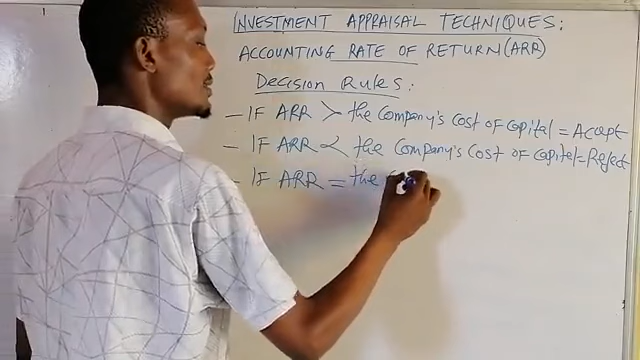 INVESTMENT APPRAISAL TECHNIQUES:
ACCOUNTING RATE OF RETURN (ARR)
Decision Rules:
- IF ARR > the Company's Cost of Capital = Accept
- IF ARR < the Company's Cost of Capital = Reject
- IF ARR = the